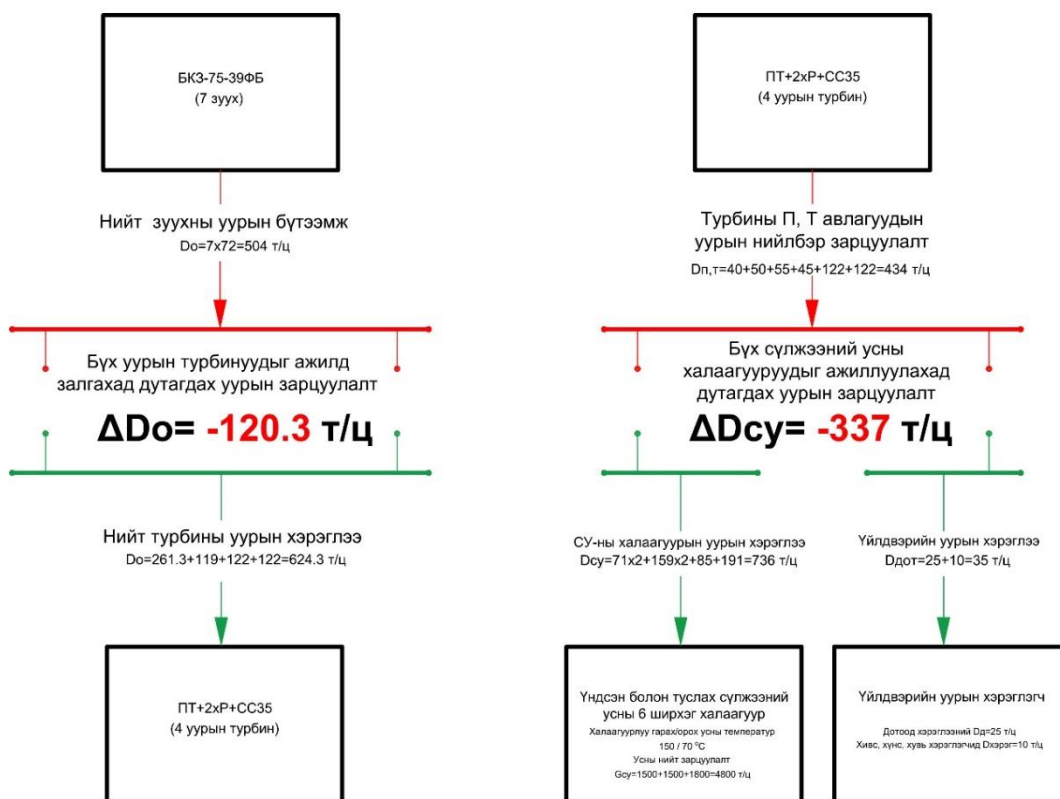 БКЗ-75-39ФБ
(7 зуух)
Нийт зуухны уурын бүтээмж
Do=7x72=504 т/ц
Бүх уурын турбинуудыг ажилд
залгахад дутагдах уурын зарцуулалт
ΔDo= -120.3 т/ц
Нийт турбины уурын хэрэглээ
Do=261.3+119+122+122=624.3 т/ц
ПТ+2xР+СС35
(4 уурын турбин)
ПТ+2xР+СС35
(4 уурын турбин)
Турбины П, Т авлагуудын
уурын нийлбэр зарцуулалт
Dп,т=40+50+55+45+122+122=434 т/ц
Бүх сүлжээний усны
халаагууруудыг ажиллуулахад
дутагдах уурын зарцуулалт
ΔDсу= -337 т/ц
СУ-ны халаагуурын уурын хэрэглээ
Dсу=71x2+159x2+85+191=736 т/ц
Үндсэн болон туслах сүлжээний
усны 6 ширхэг халаагуур
Халаагуурлуу гарах/орох усны температур
150 / 70 ⁰С
Усны нийт зарцуулалт
Gсу=1500+1500+1800=4800 т/ц
Үйлдвэрийн уурын хэрэглээ
Dдот=25+10=35 т/ц
Үйлдвэрийн уурын хэрэглэгч
Дотоод хэрэглээний Dд=25 т/ц
Хивс, хүнс, хувь хэрэглэгчид Dхэрэг=10 т/ц